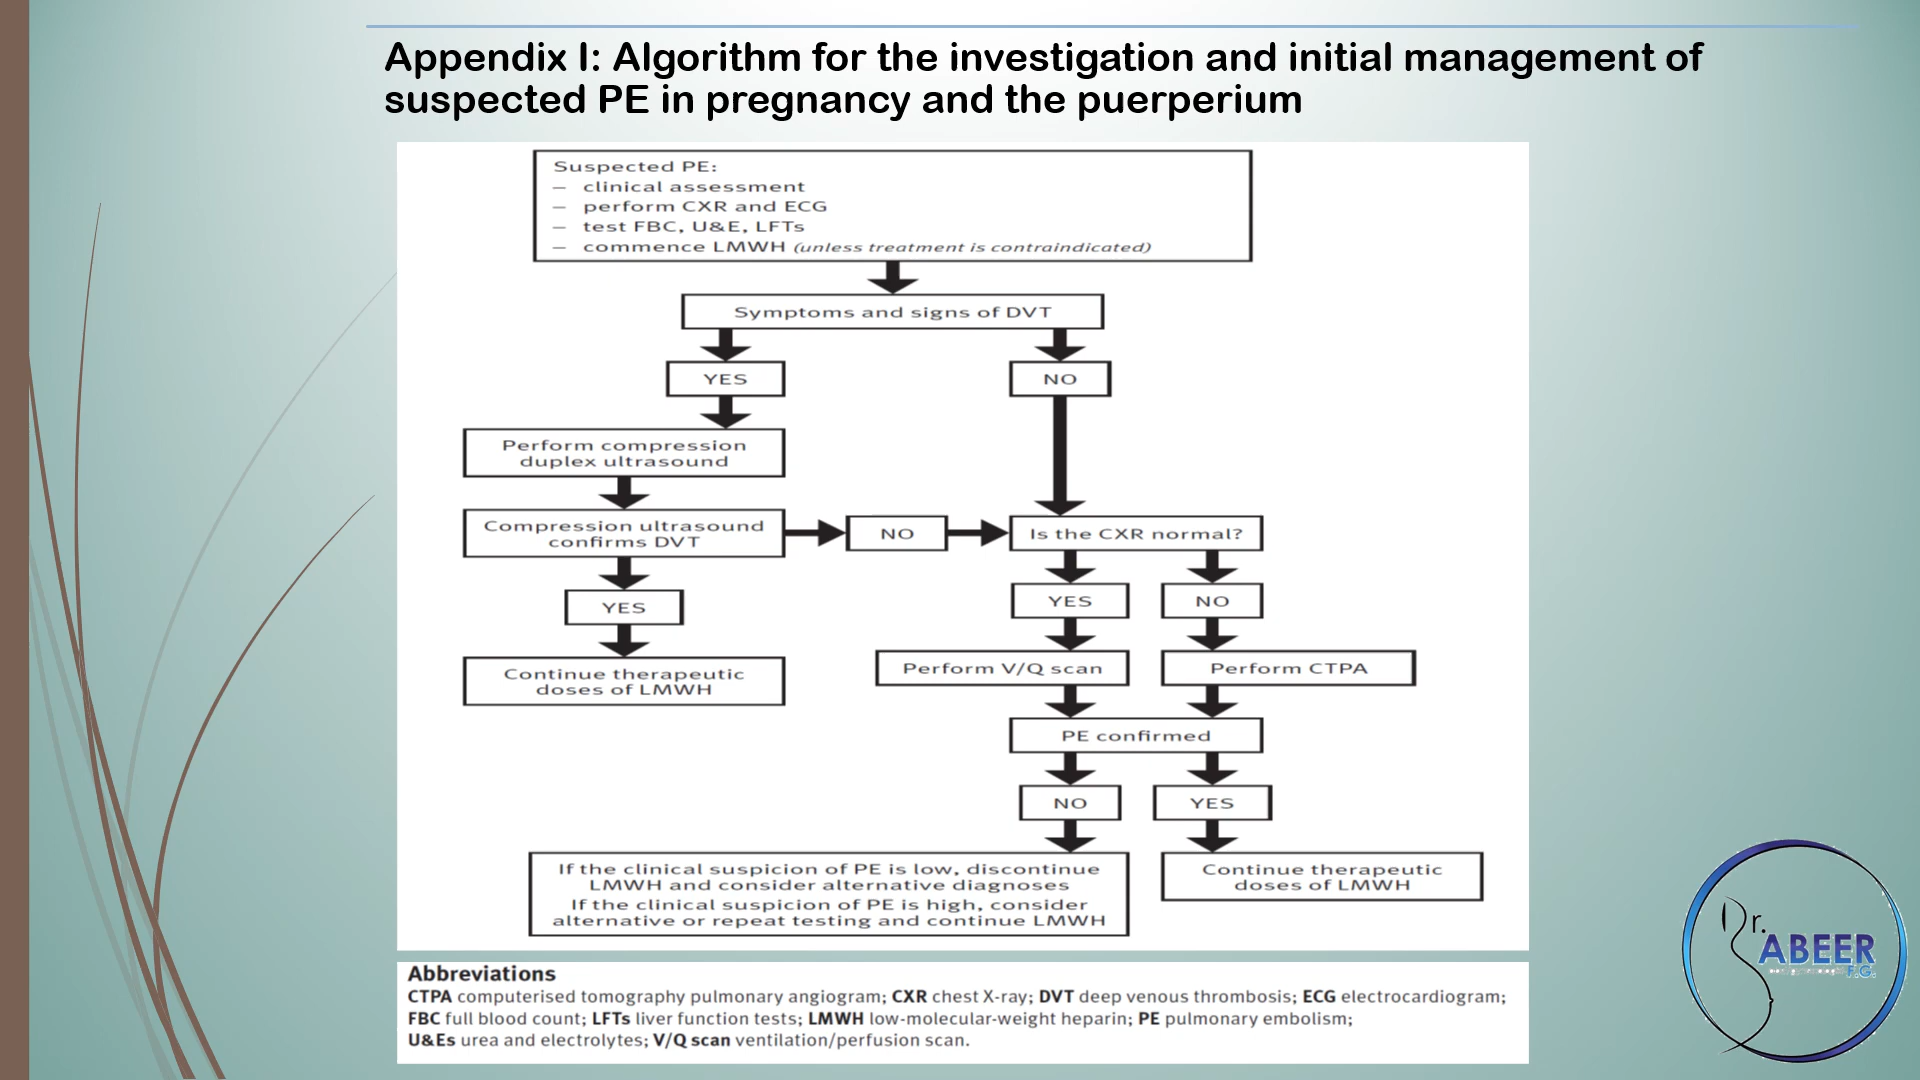 Appendix I: Algorithm for the investigation and initial management of
suspected PE in pregnancy and the puerperium
Suspected PE:
– clinical assessment
– perform CXR and ECG
– test FBC, U&E, LFTs
– commence LMWH (unless treatment is contraindicated)
Symptoms and signs of DVT
YES
NO
Perform compression
duplex ultrasound
Compression ultrasound
confirms DVT
NO
Is the CXR normal?
YES
YES
NO
Continue therapeutic
doses of LMWH
Perform V/Q scan
Perform CTPA
PE confirmed
NO
YES
If the clinical suspicion of PE is low, discontinue
LMWH and consider alternative diagnoses
If the clinical suspicion of PE is high, consider
alternative or repeat testing and continue LMWH
Continue therapeutic
doses of LMWH
Abbreviations
CTPA computerised tomography pulmonary angiogram; CXR chest X-ray; DVT deep venous thrombosis; ECG electrocardiogram;
FBC full blood count; LFTs liver function tests; LMWH low-molecular-weight heparin; PE pulmonary embolism;
U&Es urea and electrolytes; V/Q scan ventilation/perfusion scan.
Dr.
ABEER
F.G.